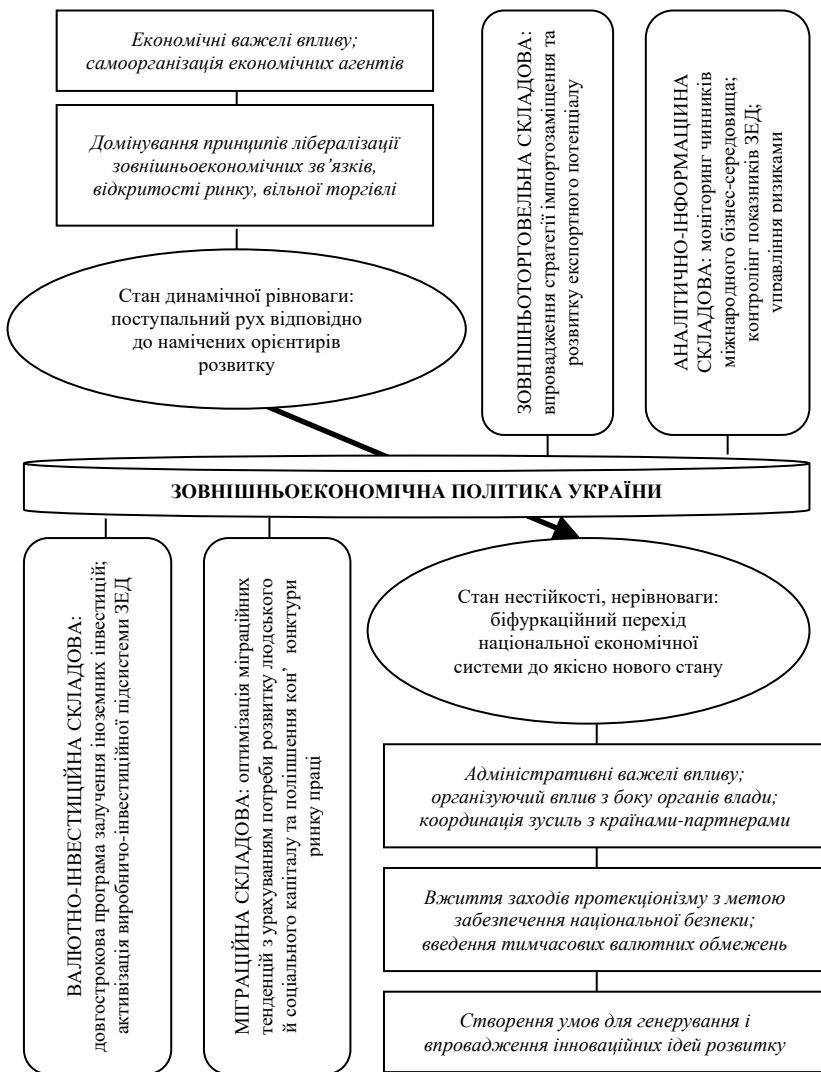 Економічні важелі впливу;
самоорганізація економічних агентів
Домінування принципів лібералізації
зовнішньоекономічних зв’язків,
відкритості ринку, вільної торгівлі
Стан динамічної рівноваги:
поступальний рух відповідно
до намічених орієнтирів
розвитку
ЗОВНІШНЬОТОРГОВЕЛЬНА СКЛАДОВА:
впровадження стратегії імпортозаміщення та
розвитку експортного потенціалу
АНАЛІТИЧНО-ІНФОРМАЦІЙНА
СКЛАДОВА: моніторинг чинників
міжнародного бізнес-середовища;
контролінг показників ЗЕД;
управління ризиками
ЗОВНІШНЬОЕКОНОМІЧНА ПОЛІТИКА УКРАЇНИ
ВАЛЮТНО-ІНВЕСТИЦІЙНА СКЛАДОВА:
довгострокова програма залучення іноземних інвестицій;
активізація виробничо-інвестиційної підсистеми ЗЕД
МІГРАЦІЙНА СКЛАДОВА: оптимізація міграційних
тенденцій з урахуванням потреби розвитку людського
й соціального капіталу та поліпшення кон’ юнктури
ринку праці
Стан нестійкості, нерівноваги:
біфуркаційний перехід
національної економічної
системи до якісно нового стану
Адміністративні важелі впливу;
організуючий вплив з боку органів влади;
координація зусиль з країнами-партнерами
Вжиття заходів протекціонізму з метою
забезпечення національної безпеки;
введення тимчасових валютних обмежень
Створення умов для генерування і
впровадження інноваційних ідей розвитку